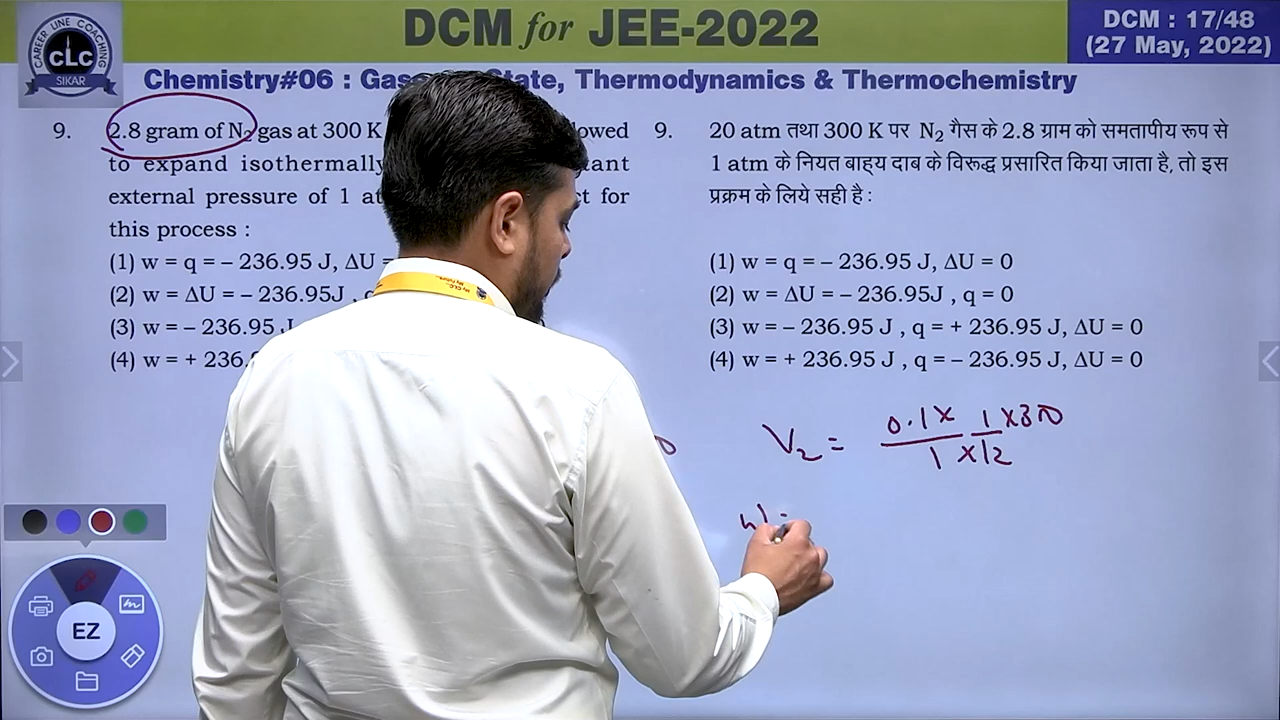 DCM for JEE-2022
DCM : 17/48
(27 May, 2022)
CAREER LINE COACHING
CLC
SIKAR
Chemistry#06 : Gas State, Thermodynamics & Thermochemistry
9. 2.8 gram of N₂ gas at 300 K lowed
to expand isothermally tant
external pressure of 1 at ct for
this process :
(1) w = q = – 236.95 J, ΔU =
(2) w = ΔU = – 236.95J ,
(3) w = – 236.95 J
(4) w = + 236.
9. 20 atm तथा 300 K पर N₂ गैस के 2.8 ग्राम को समतापीय रूप से
1 atm के नियत बाह्य दाब के विरूद्ध प्रसारित किया जाता है, तो इस
प्रक्रम के लिये सही है :
(1) w = q = – 236.95 J, ΔU = 0
(2) w = ΔU = – 236.95J , q = 0
(3) w = – 236.95 J , q = + 236.95 J, ΔU = 0
(4) w = + 236.95 J , q = – 236.95 J, ΔU = 0
V₂ = 0.1 x 1 x 300
1 x 12
EZ